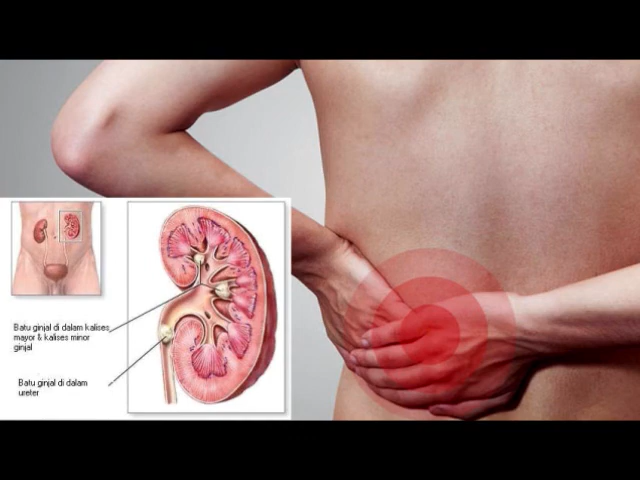 Batu ginjal di dalam kalises
mayor & kalises minor
ginjal
Batu ginjal di dalam
ureter